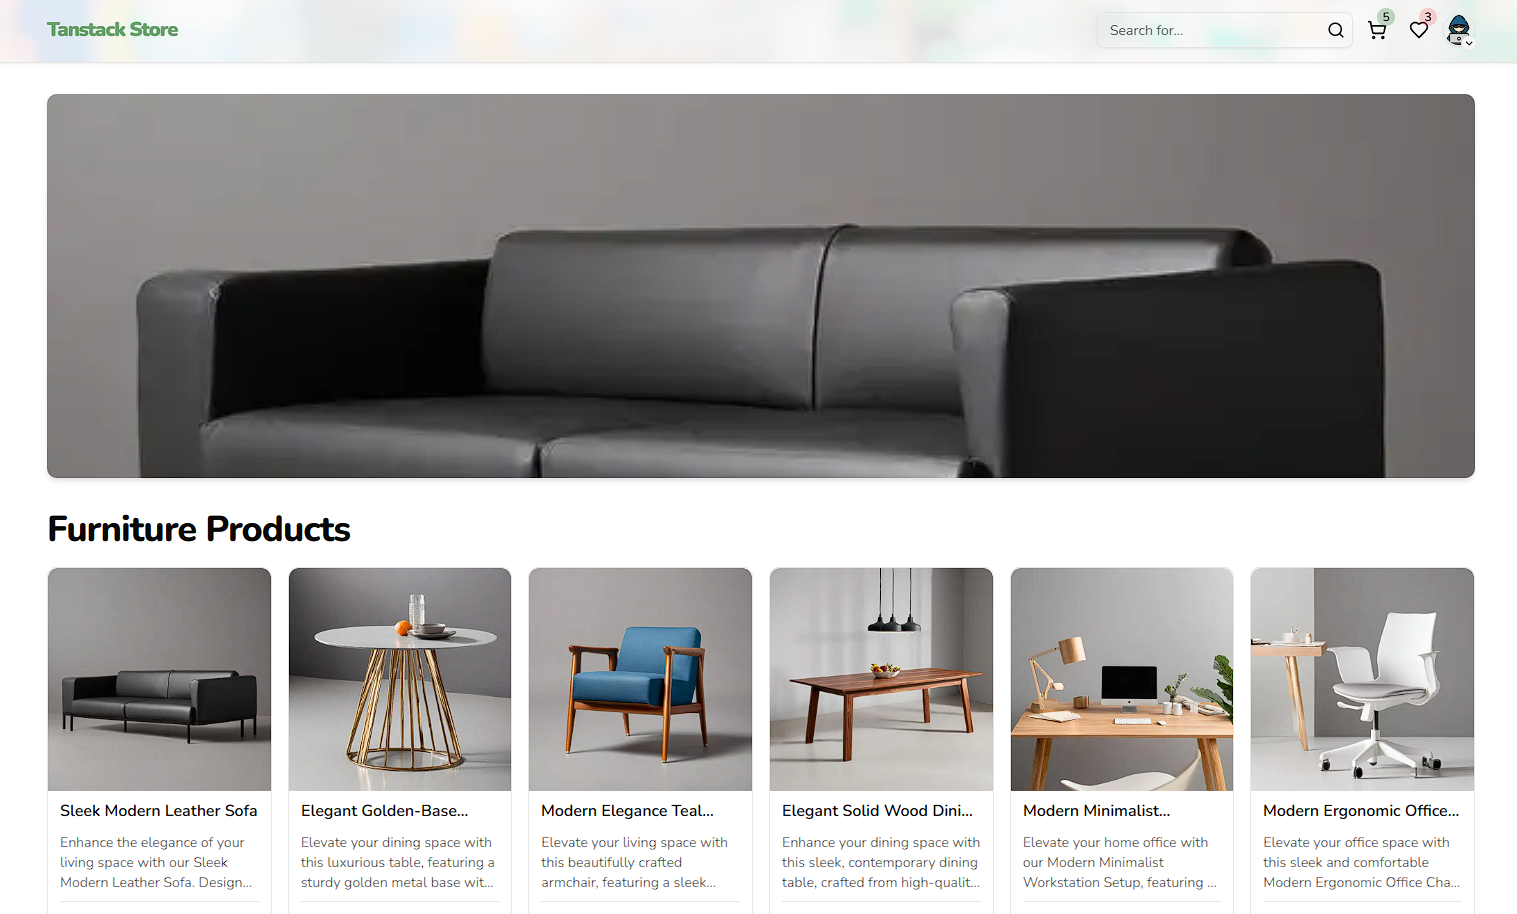 Tanstack Store
Search for...
5
3
Furniture Products
Sleek Modern Leather Sofa
Enhance the elegance of your
living space with our Sleek
Modern Leather Sofa. Design...
Elegant Golden-Base...
Elevate your dining space with
this luxurious table, featuring a
sturdy golden metal base wit...
Modern Elegance Teal...
Elevate your living space with
this beautifully crafted
armchair, featuring a sleek...
Elegant Solid Wood Dini...
Enhance your dining space with
this sleek, contemporary dining
table, crafted from high-qualit...
Modern Minimalist...
Elevate your home office with
our Modern Minimalist
Workstation Setup, featuring ...
Modern Ergonomic Office...
Elevate your office space with
this sleek and comfortable
Modern Ergonomic Office Cha...